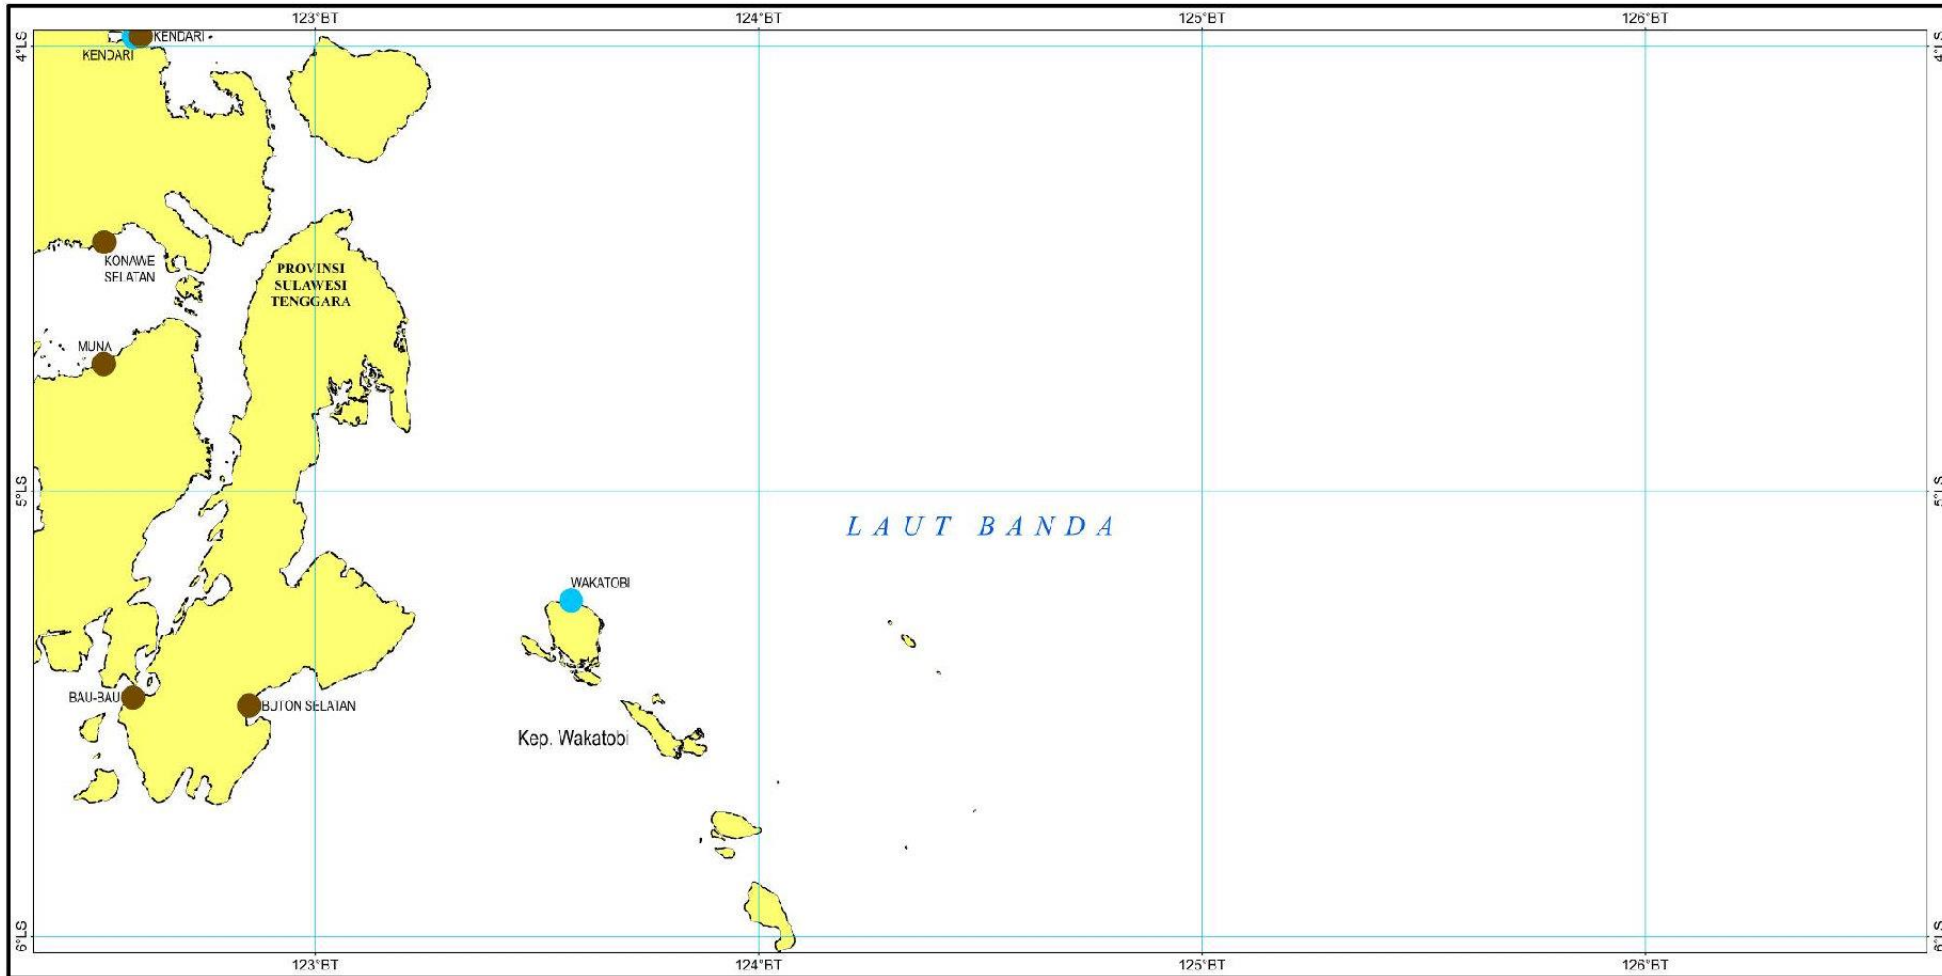 123°BT 124°BT 125°BT 126°BT
4°LS 4°LS
KENDARI
KENDARI
KONAWE
SELATAN
PROVINSI
SULAWESI
TENGGARA
MUNA
5°LS 5°LS
LAUT BANDA
WAKATOBI
BAU-BAU
BUTON SELATAN
Kep. Wakatobi
6°LS 6°LS
123°BT 124°BT 125°BT 126°BT